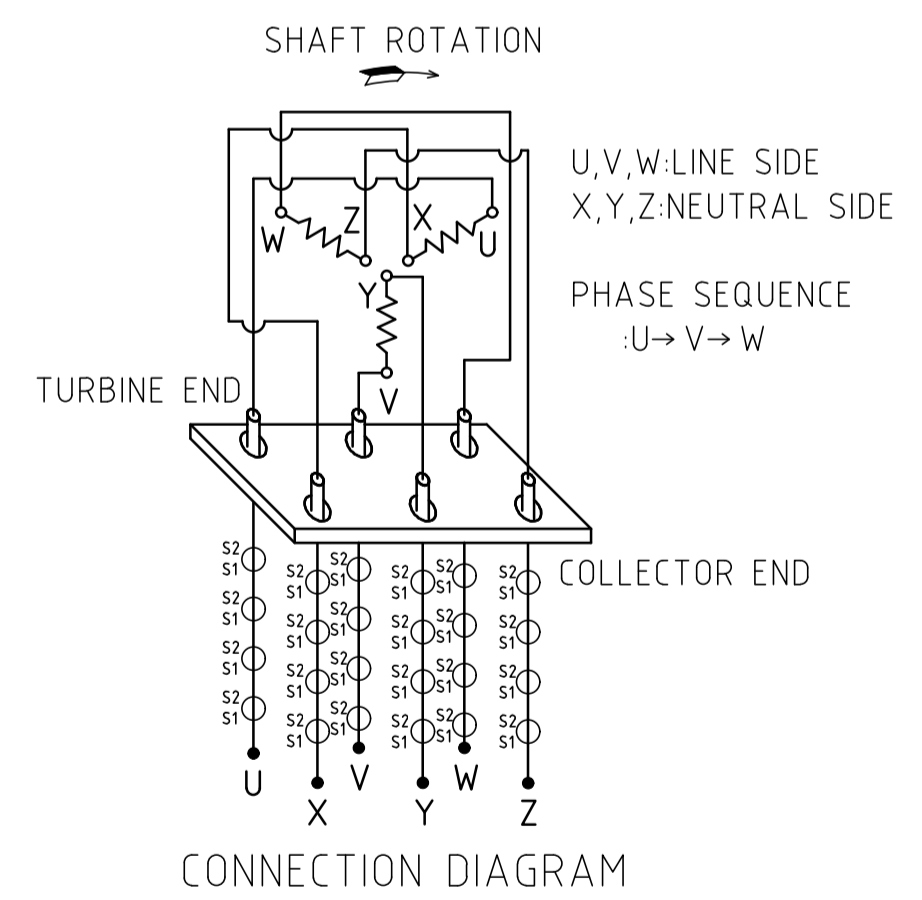 SHAFT ROTATION
U,V,W:LINE SIDE
X,Y,Z:NEUTRAL SIDE
W Z X U
Y
PHASE SEQUENCE
:U→ V→ W
TURBINE END
V
COLLECTOR END
S2 S2 S2 S2 S2 S2
S1 S1 S1 S1 S1 S1
S2 S2 S2 S2 S2 S2
S1 S1 S1 S1 S1 S1
S2 S2 S2 S2 S2 S2
S1 S1 S1 S1 S1 S1
S2 S2 S2 S2 S2 S2
S1 S1 S1 S1 S1 S1
U V W
X Y Z
CONNECTION DIAGRAM